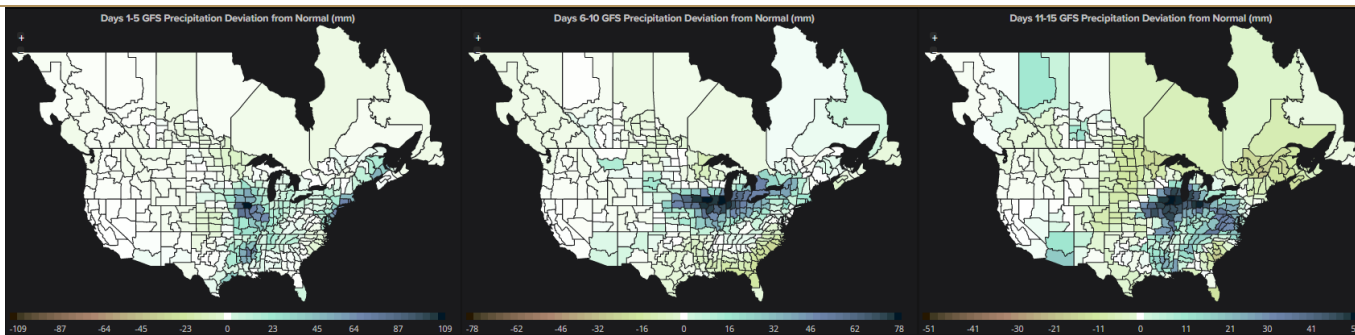 Days 1-5 GFS Precipitation Deviation from Normal (mm)
Days 6-10 GFS Precipitation Deviation from Normal (mm)
Days 11-15 GFS Precipitation Deviation from Normal (mm)
-109 -87 -64 -45 -23 0 23 45 64 87 109
-78 -62 -46 -32 -16 0 16 32 46 62 78
-51 -41 -30 -21 -11 0 11 21 30 41